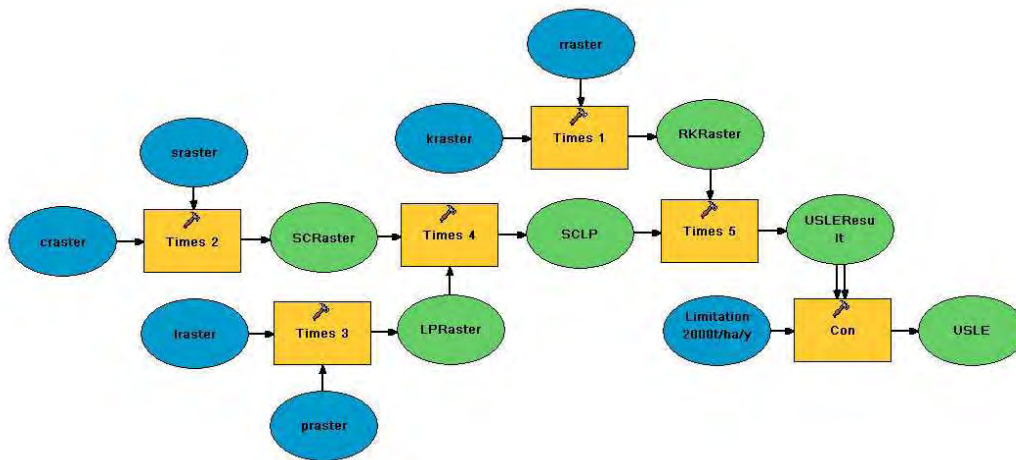 rraster
kraster
Times 1
RKRaster
sraster
craster
Times 2
SCRaster
Times 4
SCLP
Times 5
USLEResu
lt
lraster
Times 3
LPRaster
praster
Limitation
2000t/ha/y
Con
USLE